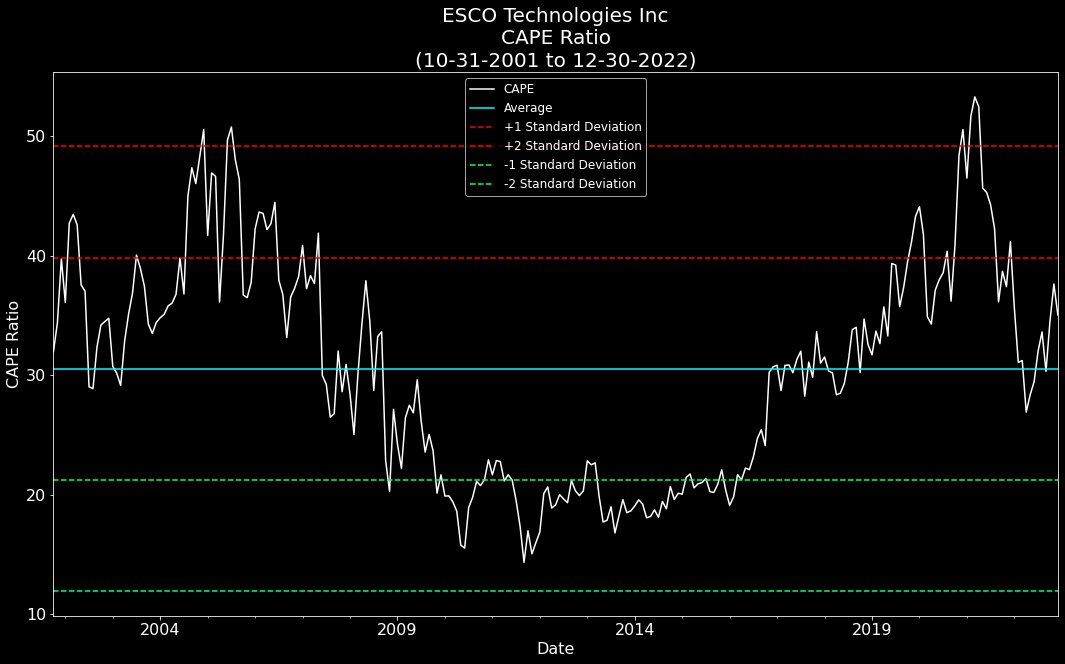 ESCO Technologies Inc
CAPE Ratio
(10-31-2001 to 12-30-2022)
CAPE
Average
+1 Standard Deviation
+2 Standard Deviation
-1 Standard Deviation
-2 Standard Deviation
CAPE Ratio
50
40
30
20
10
2004
2009
2014
2019
Date